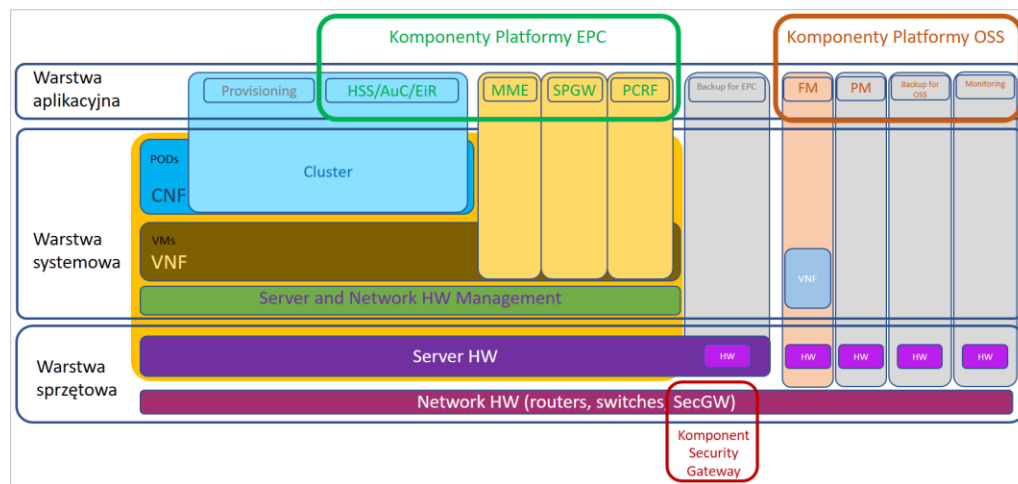 Komponenty Platformy EPC
Komponenty Platformy OSS
Warstwa
aplikacyjna
Provisioning
HSS/AuC/EiR
MME
SPGW
PCRF
Backup for EPC
FM
PM
Backup for
OSS
Monitoring
PODs
CNF
Cluster
Warstwa
systemowa
VMs
VNF
VNF
Server and Network HW Management
Warstwa
sprzętowa
Server HW
HW
HW
HW
HW
HW
Network HW (routers, switches, SecGW)
Komponent
Security
Gateway